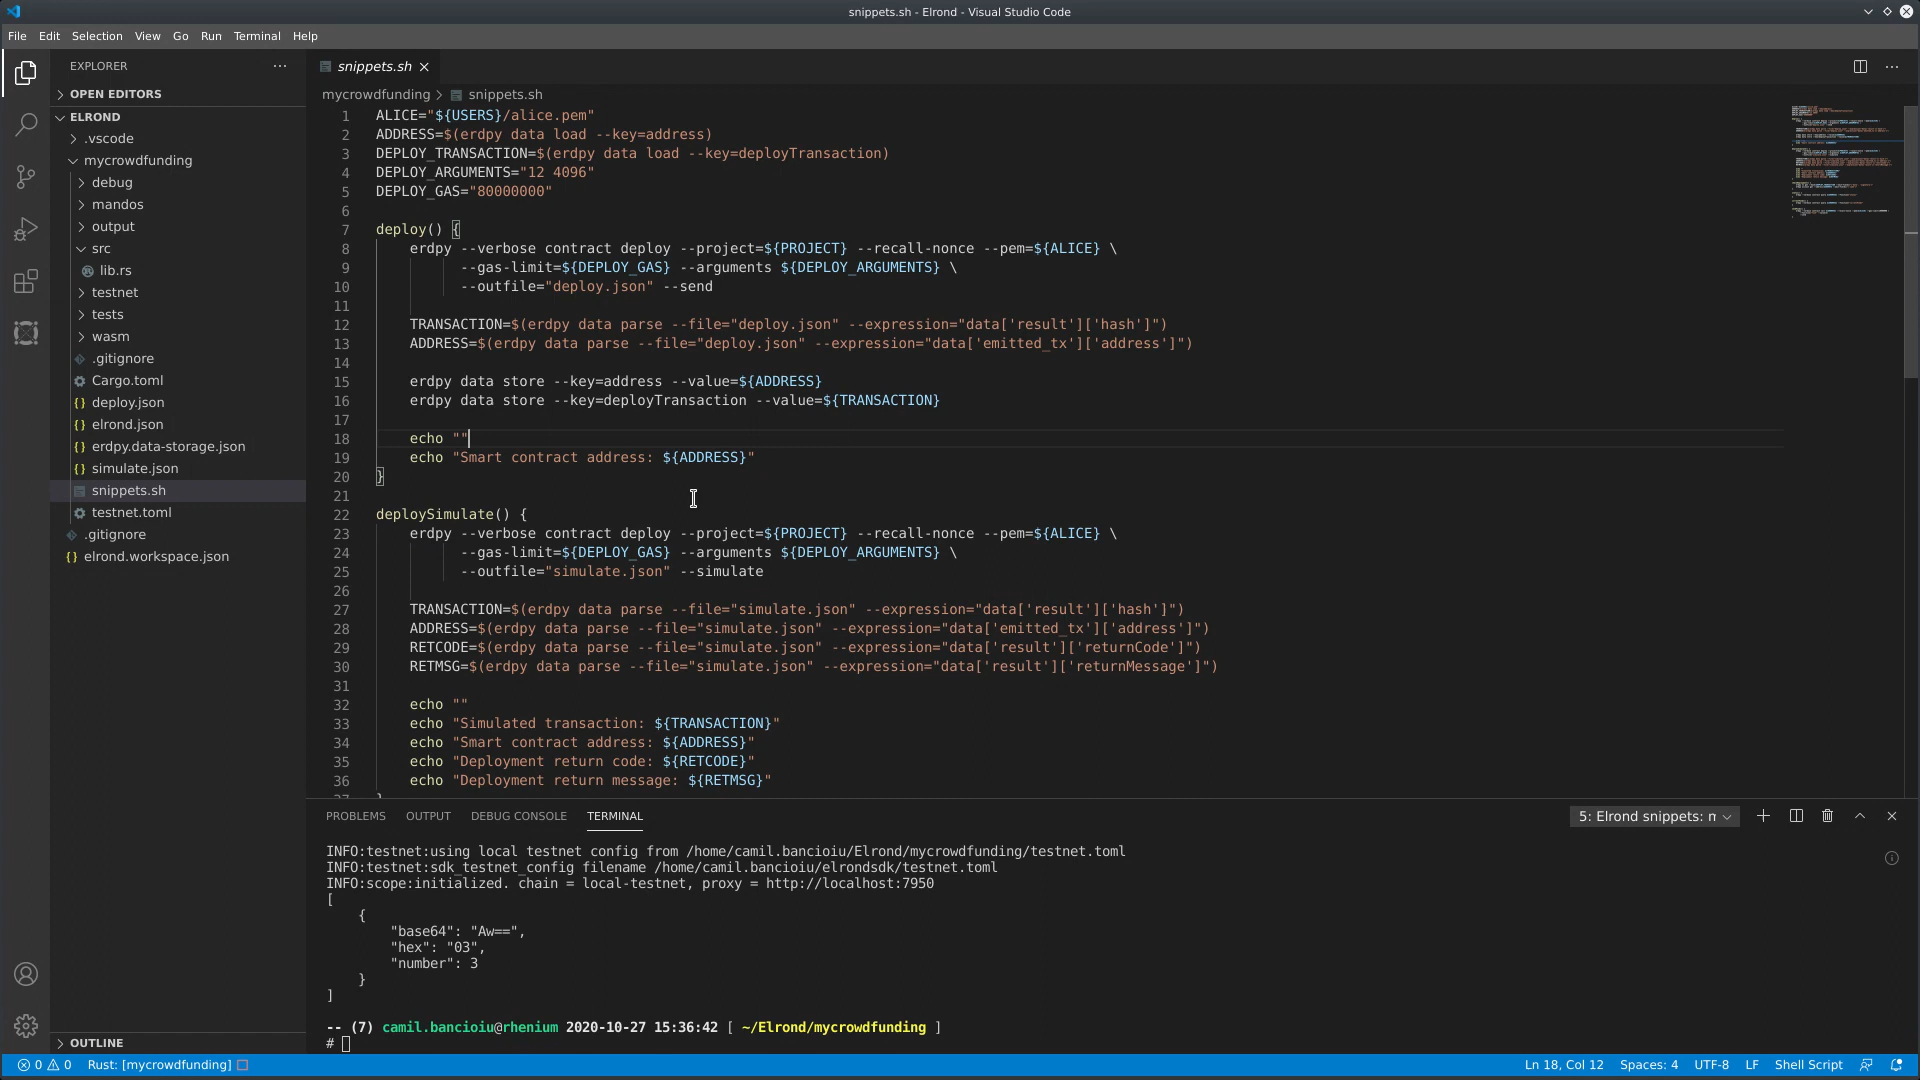 snippets.sh - Elrond - Visual Studio Code
File Edit Selection View Go Run Terminal Help
EXPLORER
OPEN EDITORS
ELROND
.vscode
mycrowdfunding
debug
mandos
output
src
lib.rs
testnet
tests
wasm
.gitignore
Cargo.toml
deploy.json
elrond.json
erdpy.data-storage.json
simulate.json
snippets.sh
testnet.toml
.gitignore
elrond.workspace.json
OUTLINE
snippets.sh
mycrowdfunding > snippets.sh
1 ALICE="${USERS}/alice.pem"
2 ADDRESS=$(erdpy data load --key=address)
3 DEPLOY_TRANSACTION=$(erdpy data load --key=deployTransaction)
4 DEPLOY_ARGUMENTS="12 4096"
5 DEPLOY_GAS="80000000"
6
7 deploy() {
8 erdpy --verbose contract deploy --project=${PROJECT} --recall-nonce --pem=${ALICE} \
9 --gas-limit=${DEPLOY_GAS} --arguments ${DEPLOY_ARGUMENTS} \
10 --outfile="deploy.json" --send
11
12 TRANSACTION=$(erdpy data parse --file="deploy.json" --expression="data['result']['hash']")
13 ADDRESS=$(erdpy data parse --file="deploy.json" --expression="data['emitted_tx']['address']")
14
15 erdpy data store --key=address --value=${ADDRESS}
16 erdpy data store --key=deployTransaction --value=${TRANSACTION}
17
18 echo ""
19 echo "Smart contract address: ${ADDRESS}"
20 }
21
22 deploySimulate() {
23 erdpy --verbose contract deploy --project=${PROJECT} --recall-nonce --pem=${ALICE} \
24 --gas-limit=${DEPLOY_GAS} --arguments ${DEPLOY_ARGUMENTS} \
25 --outfile="simulate.json" --simulate
26
27 TRANSACTION=$(erdpy data parse --file="simulate.json" --expression="data['result']['hash']")
28 ADDRESS=$(erdpy data parse --file="simulate.json" --expression="data['emitted_tx']['address']")
29 RETCODE=$(erdpy data parse --file="simulate.json" --expression="data['result']['returnCode']")
30 RETMSG=$(erdpy data parse --file="simulate.json" --expression="data['result']['returnMessage']")
31
32 echo ""
33 echo "Simulated transaction: ${TRANSACTION}"
34 echo "Smart contract address: ${ADDRESS}"
35 echo "Deployment return code: ${RETCODE}"
36 echo "Deployment return message: ${RETMSG}"
PROBLEMS OUTPUT DEBUG CONSOLE TERMINAL 5: Elrond snippets: m
INFO:testnet:using local testnet config from /home/camil.bancioiu/Elrond/mycrowdfunding/testnet.toml
INFO:testnet:sdk_testnet_config filename /home/camil.bancioiu/elrondsdk/testnet.toml
INFO:scope:initialized. chain = local-testnet, proxy = http://localhost:7950
[
{
"base64": "Aw==",
"hex": "03",
"number": 3
}
]
-- (7) camil.bancioiu@rhenium 2020-10-27 15:36:42 [ ~/Elrond/mycrowdfunding ]
#
0 0 Rust: [mycrowdfunding] Ln 18, Col 12 Spaces: 4 UTF-8 LF Shell Script